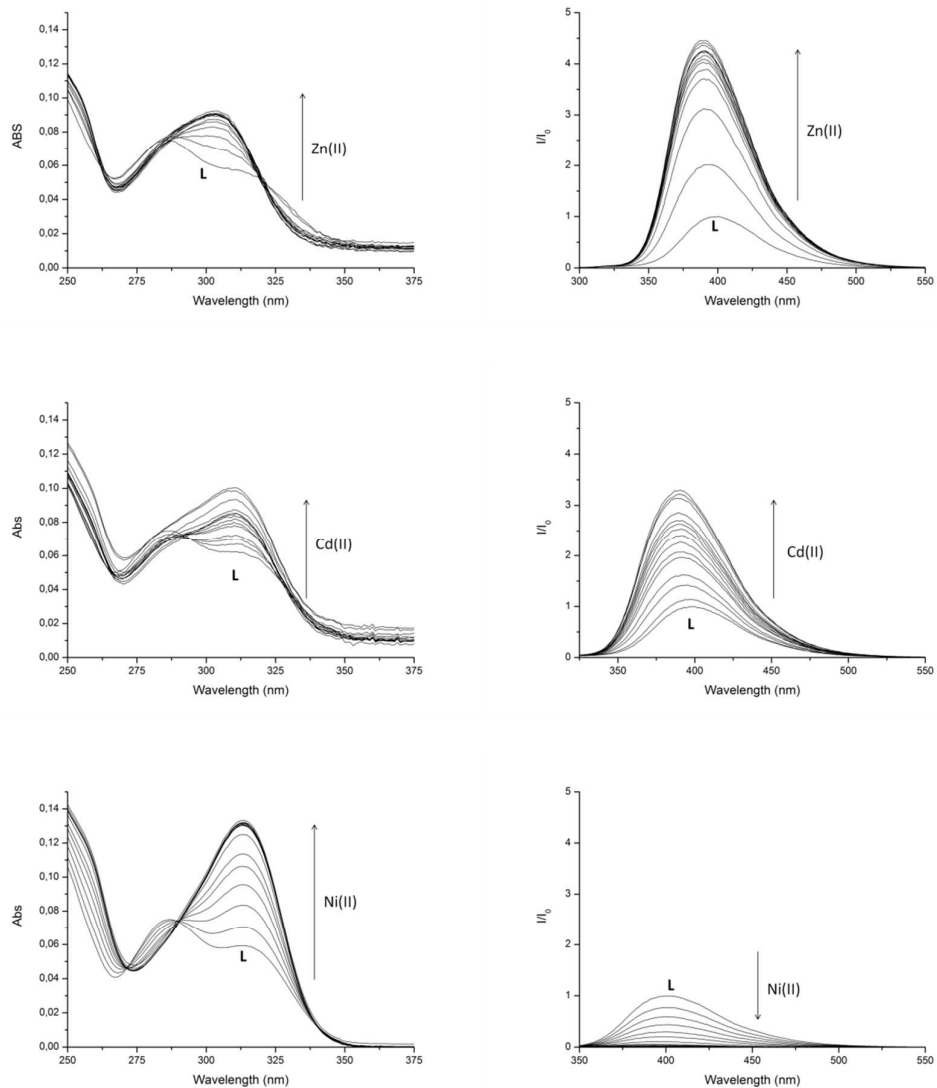 0,14
0,12
0,10
0,08
0,06
0,04
0,02
0,00
ABS
L
Zn(II)
250 275 300 325 350 375
Wavelength (nm)
5
4
3
2
1
0
I/I0
L
Zn(II)
300 350 400 450 500 550
Wavelength (nm)
0,14
0,12
0,10
0,08
0,06
0,04
0,02
0,00
Abs
L
Cd(II)
250 275 300 325 350 375
Wavelength (nm)
5
4
3
2
1
0
I/I0
L
Cd(II)
350 400 450 500 550
Wavelength (nm)
0,14
0,12
0,10
0,08
0,06
0,04
0,02
0,00
Abs
L
Ni(II)
250 275 300 325 350 375
Wavelength (nm)
5
4
3
2
1
0
I/I0
L
Ni(II)
350 400 450 500 550
Wavelength (nm)